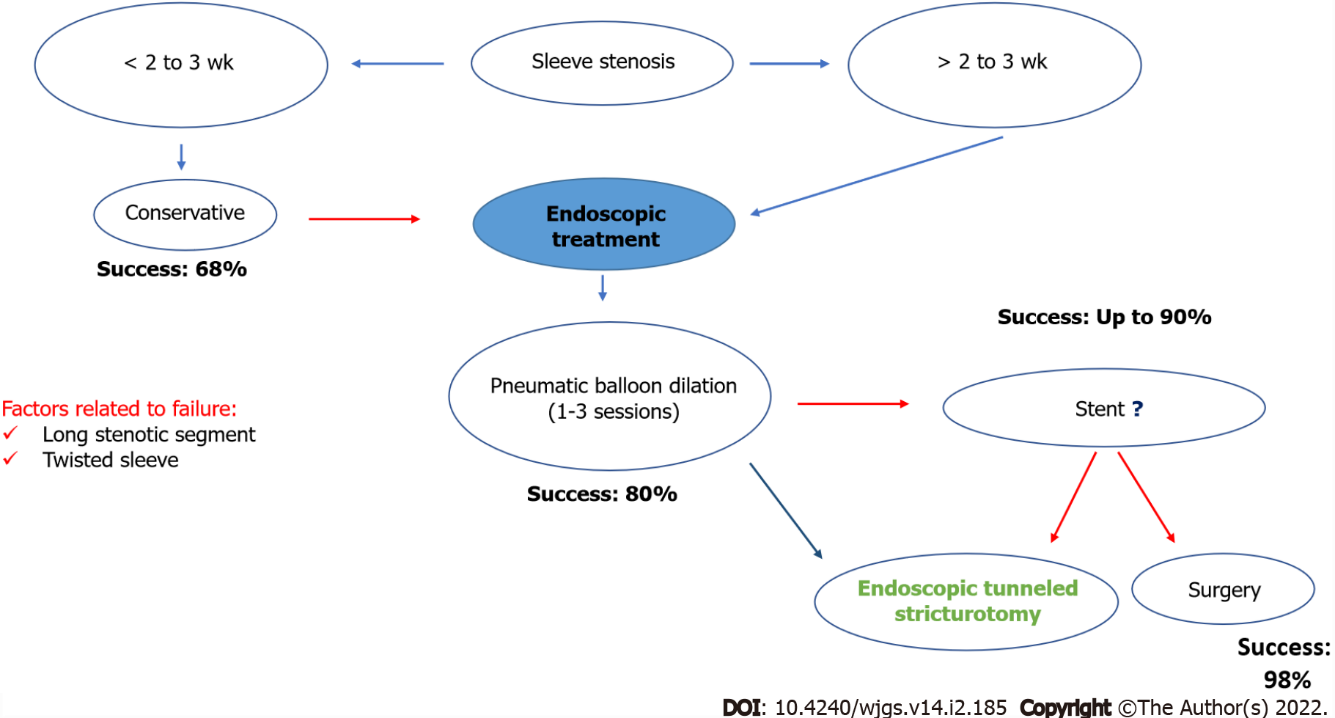 < 2 to 3 wk
Sleeve stenosis
> 2 to 3 wk
Conservative
Success: 68%
Endoscopic
treatment
Success: Up to 90%
Pneumatic balloon dilation
(1-3 sessions)
Stent ?
Factors related to failure:
✓ Long stenotic segment
✓ Twisted sleeve
Success: 80%
Endoscopic tunneled
stricturotomy
Surgery
Success:
98%
DOI: 10.4240/wjgs.v14.i2.185 Copyright ©The Author(s) 2022.